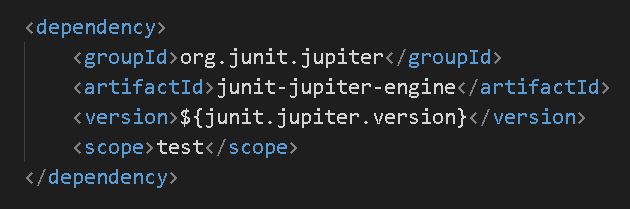 <dependency>
<groupId>org.junit.jupiter</groupId>
<artifactId>junit-jupiter-engine</artifactId>
<version>${junit.jupiter.version}</version>
<scope>test</scope>
</dependency>